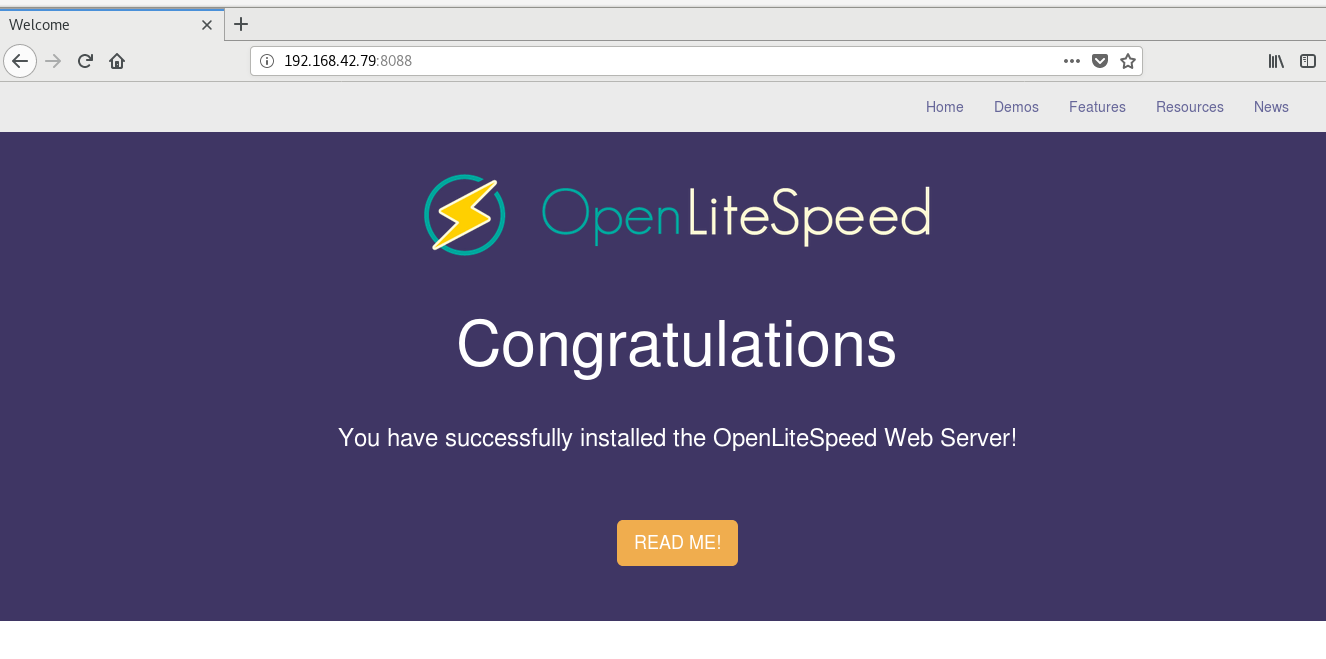 Welcome
192.168.42.79:8088
Home Demos Features Resources News
OpenLiteSpeed
Congratulations
You have successfully installed the OpenLiteSpeed Web Server!
READ ME!